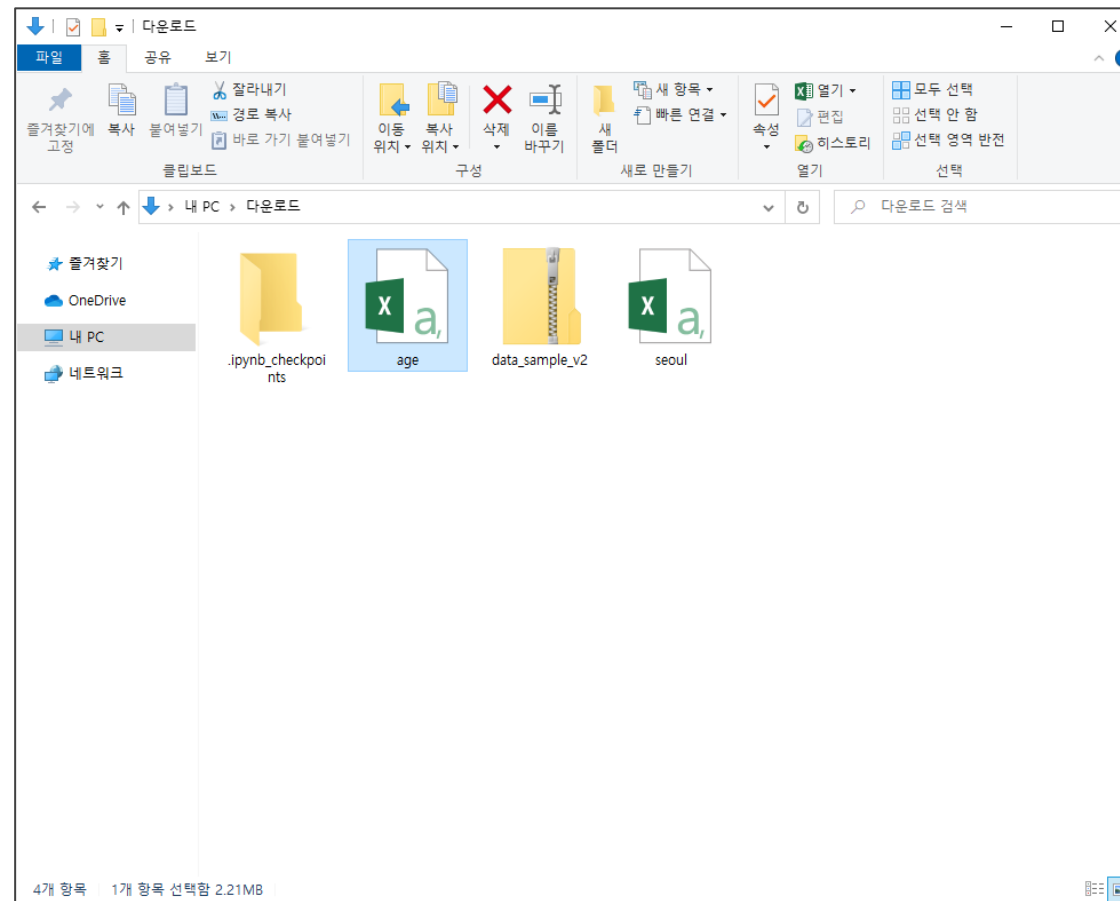 다운로드
파일 홈 공유 보기
즐겨찾기에 고정
복사
붙여넣기
잘라내기
경로 복사
바로 가기 붙여넣기
클립보드
이동 위치
복사 위치
삭제
이름 바꾸기
구성
새 폴더
새 항목
빠른 연결
새로 만들기
속성
열기
편집
히스토리
열기
모두 선택
선택 안 함
선택 영역 반전
선택
내 PC › 다운로드
다운로드 검색
즐겨찾기
OneDrive
내 PC
네트워크
.ipynb_checkpoi
nts
age
data_sample_v2
seoul
4개 항목 1개 항목 선택함 2.21MB